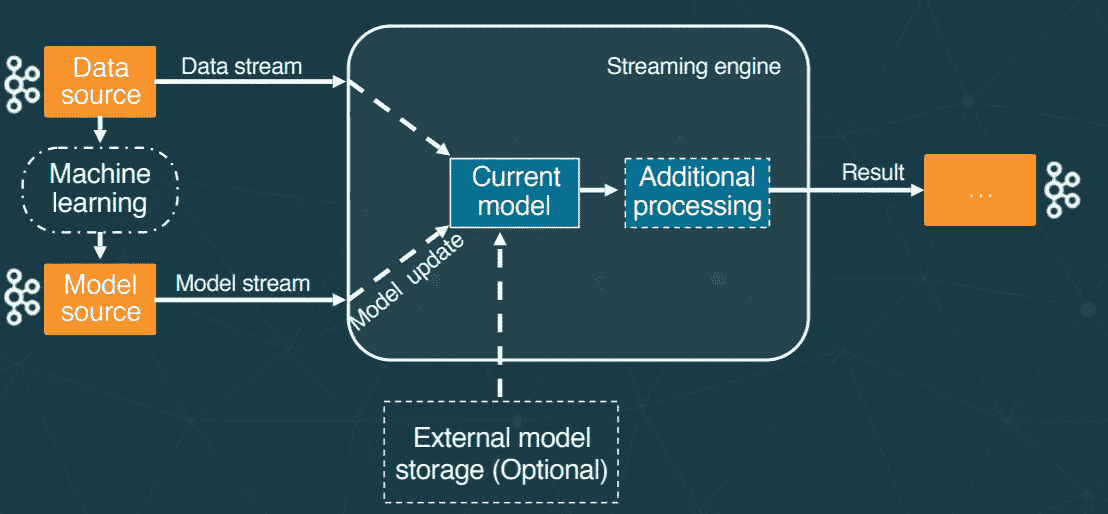 Data
source
Data stream
Streaming engine
Machine
learning
Current
model
Additional
processing
Result
...
Model update
Model
source
Model stream
External model
storage (Optional)